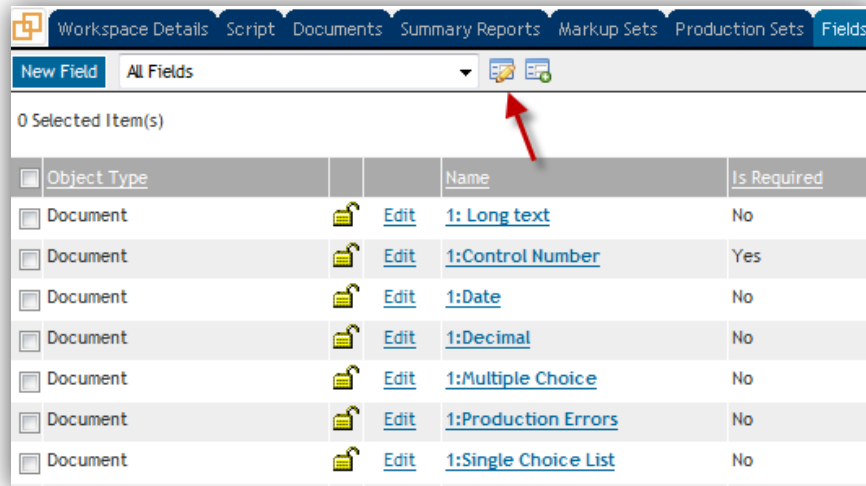 Workspace Details Script Documents Summary Reports Markup Sets Production Sets Fields
New Field All Fields
0 Selected Item(s)
Object Type Name Is Required
Document Edit 1: Long text No
Document Edit 1:Control Number Yes
Document Edit 1:Date No
Document Edit 1:Decimal No
Document Edit 1:Multiple Choice No
Document Edit 1:Production Errors No
Document Edit 1:Single Choice List No